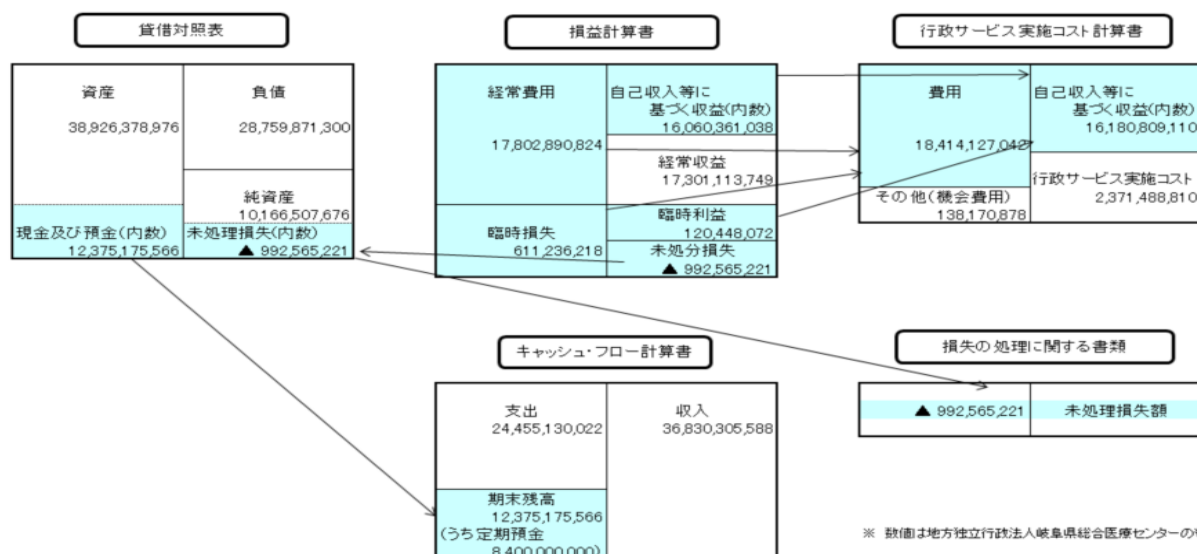 貸借対照表
資産
38,926,378,976
負債
28,759,871,300
純資産
10,166,507,676
現金及び預金(内数)
12,375,175,566
未処理損失(内数)
▲ 992,565,221
損益計算書
経常費用
17,802,890,824
自己収入等に
基づく収益(内数)
16,060,361,038
経常収益
17,301,113,749
臨時損失
611,236,218
臨時利益
120,448,072
未処分損失
▲ 992,565,221
行政サービス実施コスト計算書
費用
18,414,127,042
自己収入等に
基づく収益(内数)
16,180,809,110
その他(機会費用)
138,170,878
行政サービス実施コスト
2,371,488,810
キャッシュ・フロー計算書
支出
24,455,130,022
収入
36,830,305,588
期末残高
12,375,175,566
(うち定期預金
8,400,000,000)
損失の処理に関する書類
▲ 992,565,221
未処理損失額
※ 数値は地方独立行政法人岐阜県総合医療センターの